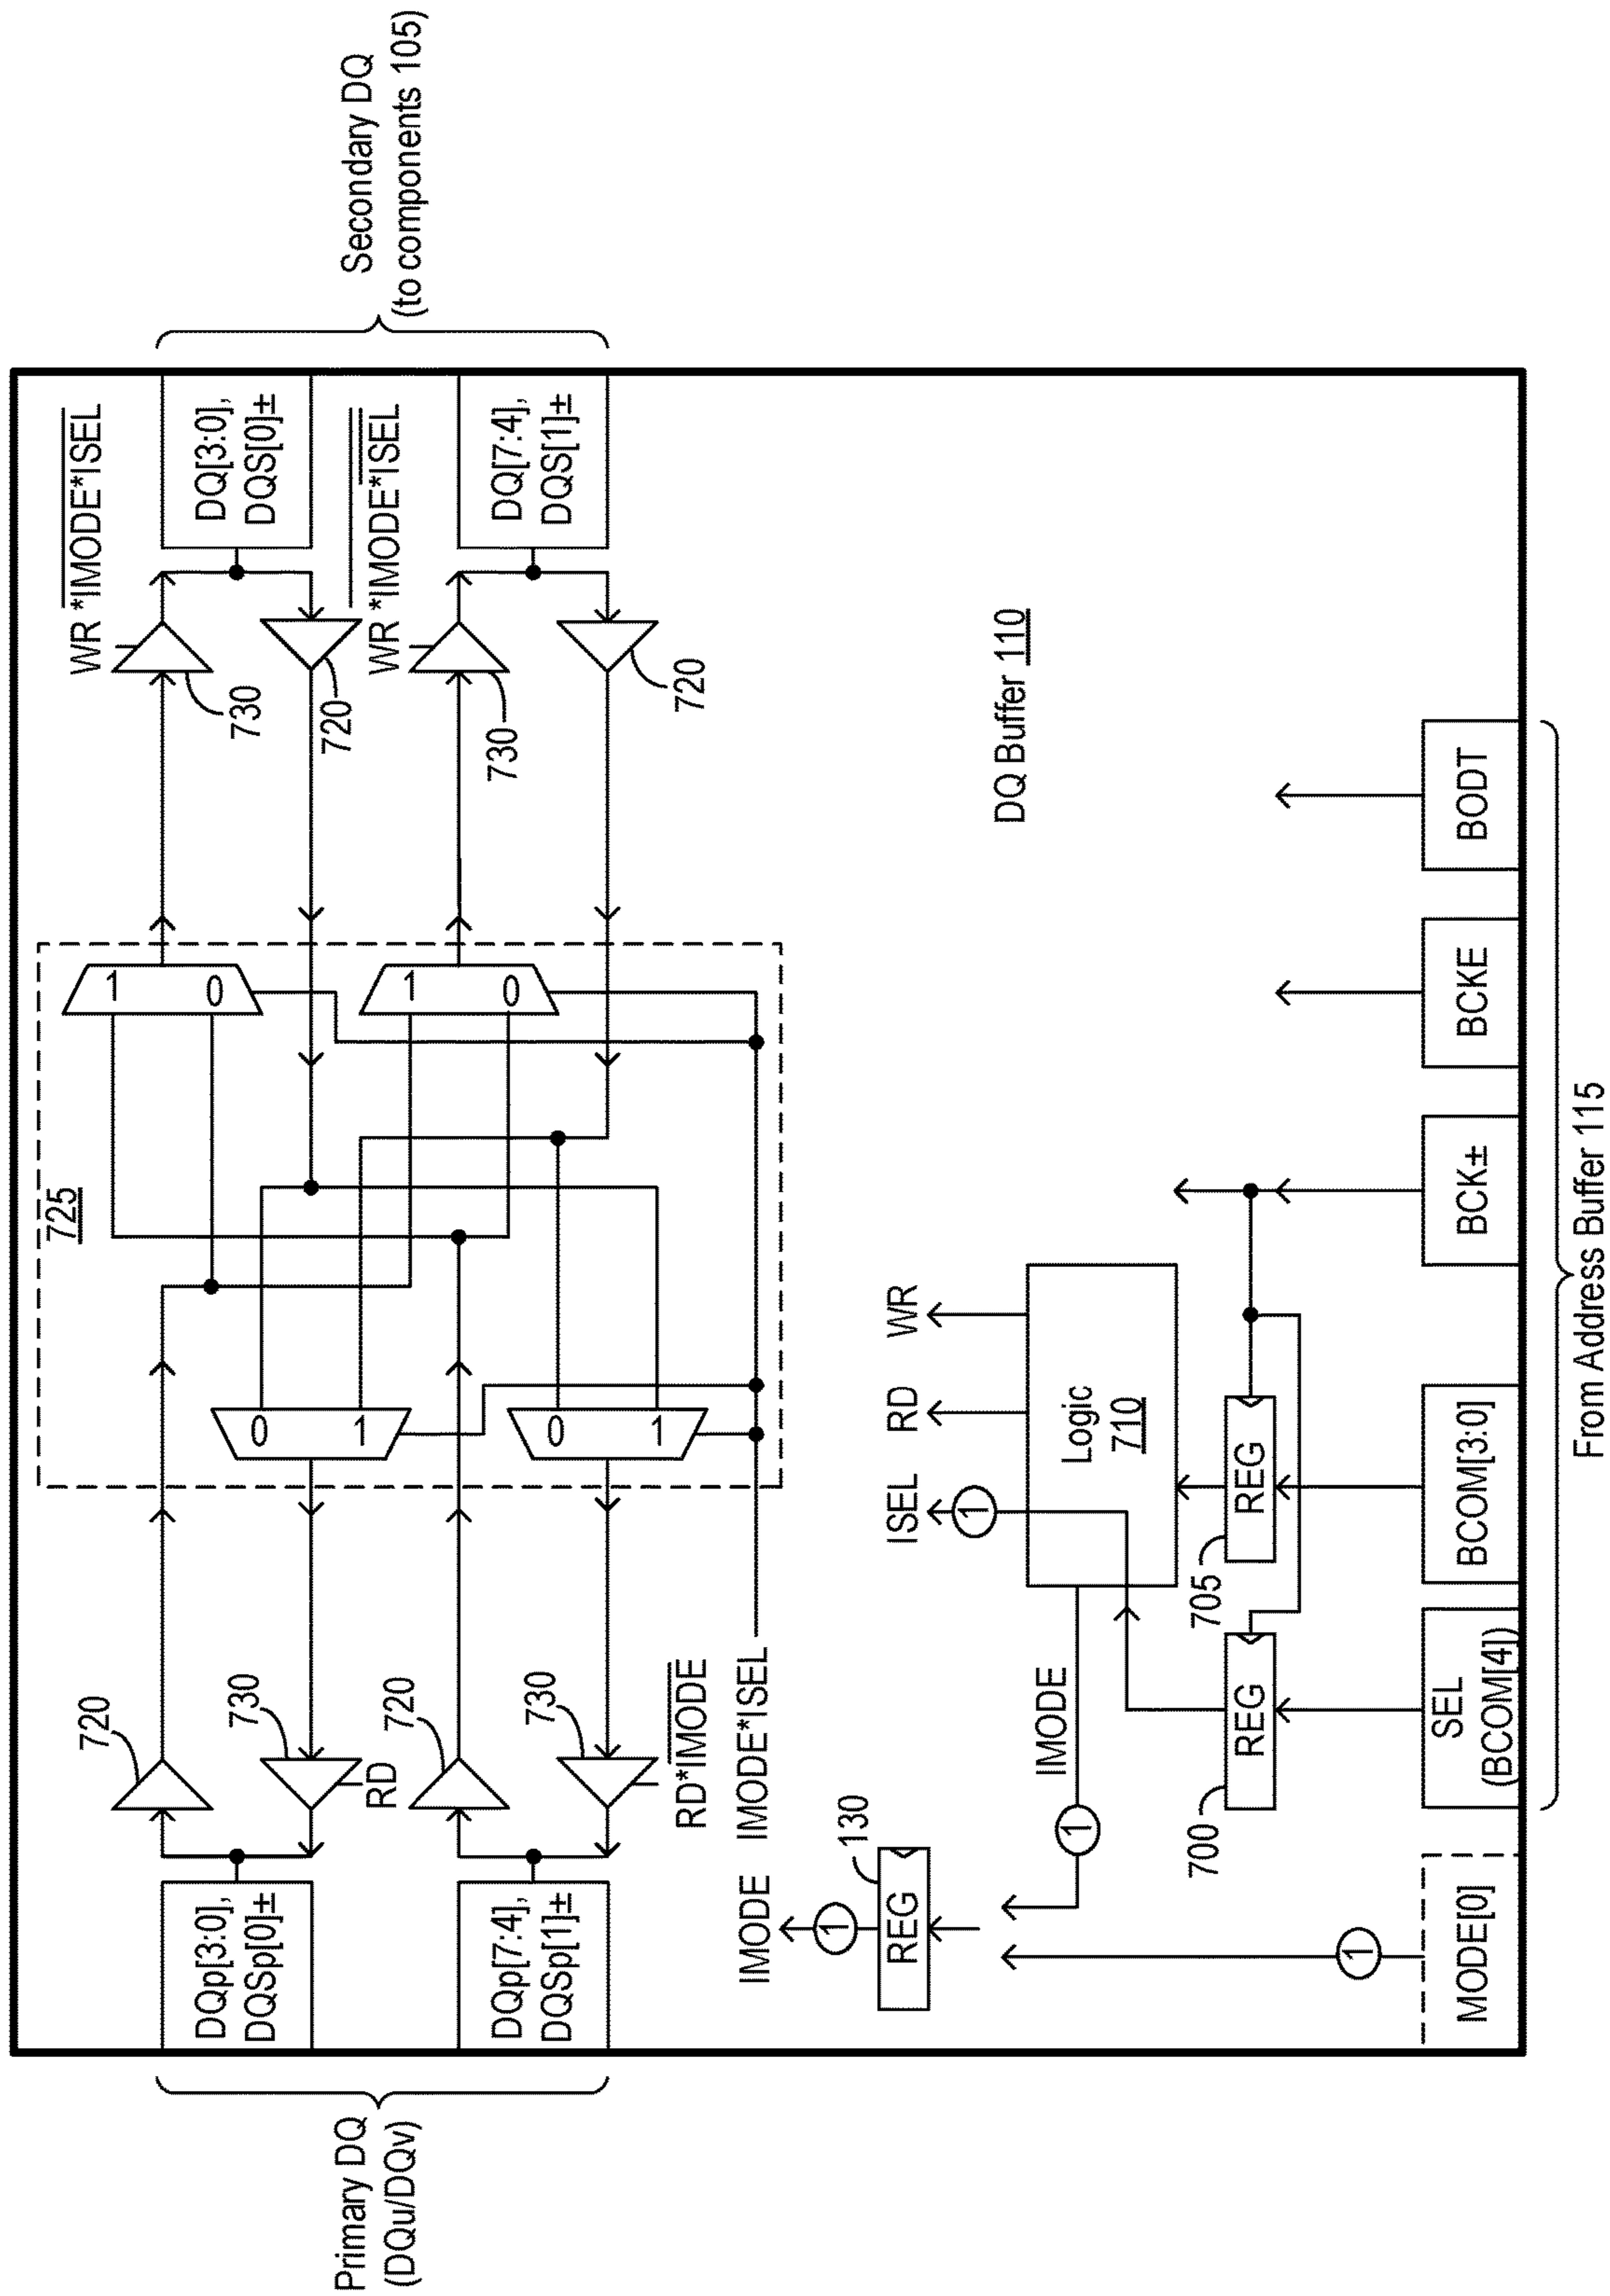 Primary DQ
(DQu/DQv)
DQp[3:0],
DQSp[0]±
DQp[7:4],
DQSp[1]±
720
730
RD
720
730
RD*IMODE
IMODE*ISEL
725
1
0
1
0
0
1
0
1
WR *IMODE*ISEL
730
720
WR *IMODE*ISEL
730
720
DQ[3:0],
DQS[0]±
DQ[7:4],
DQS[1]±
Secondary DQ
(to components 105)
IMODE
1
REG
130
1
IMODE
1
ISEL
1
RD
WR
Logic
710
DQ Buffer 110
700
REG
705
REG
MODE[0]
SEL
(BCOM[4])
BCOM[3:0]
BCK±
BCKE
BODT
From Address Buffer 115